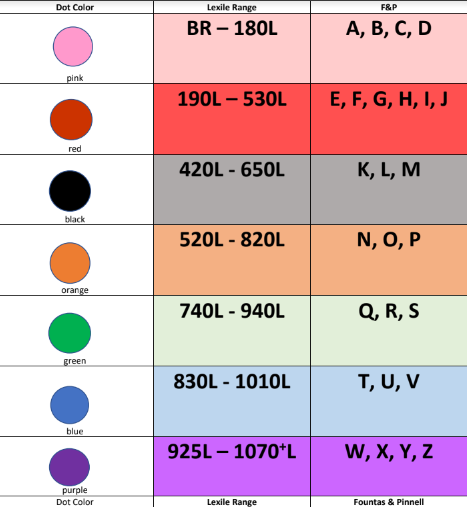 Dot Color Lexile Range F&P
pink BR – 180L A, B, C, D
red 190L – 530L E, F, G, H, I, J
black 420L - 650L K, L, M
orange 520L - 820L N, O, P
green 740L - 940L Q, R, S
blue 830L - 1010L T, U, V
purple 925L – 1070⁺L W, X, Y, Z
Dot Color Lexile Range Fountas & Pinnell